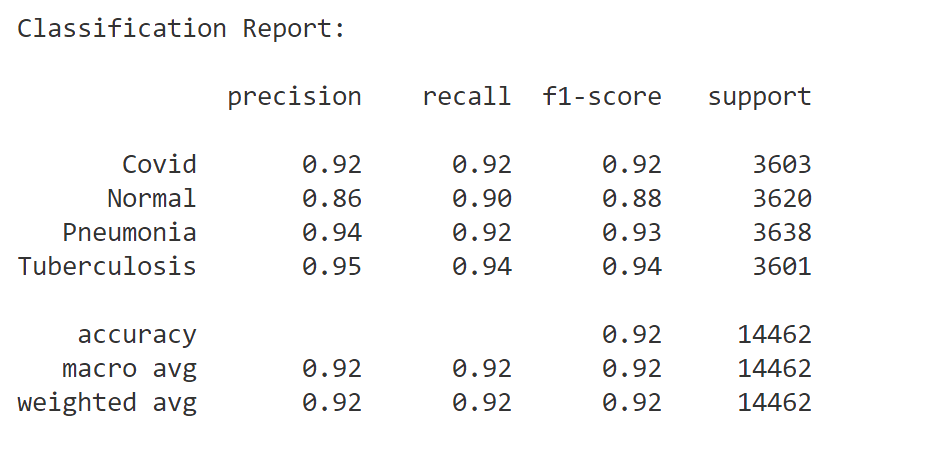 Classification Report:
precision recall f1-score support
Covid 0.92 0.92 0.92 3603
Normal 0.86 0.90 0.88 3620
Pneumonia 0.94 0.92 0.93 3638
Tuberculosis 0.95 0.94 0.94 3601
accuracy 0.92 14462
macro avg 0.92 0.92 0.92 14462
weighted avg 0.92 0.92 0.92 14462